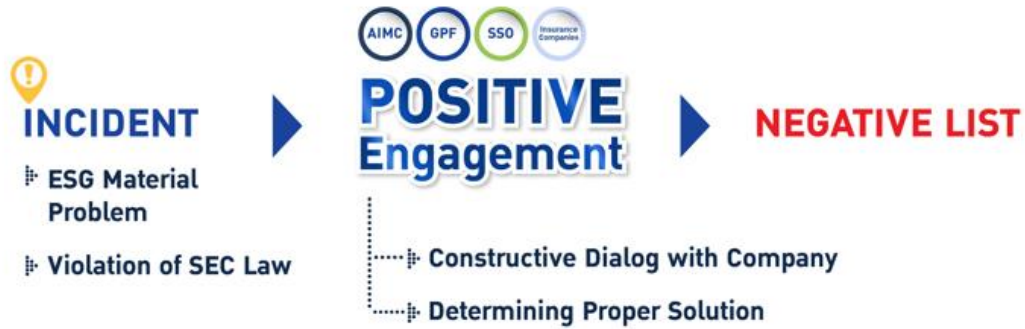 AIMC GPF SSO Insurance Companies
INCIDENT
POSITIVE
Engagement
NEGATIVE LIST
ESG Material
Problem
Violation of SEC Law
Constructive Dialog with Company
Determining Proper Solution